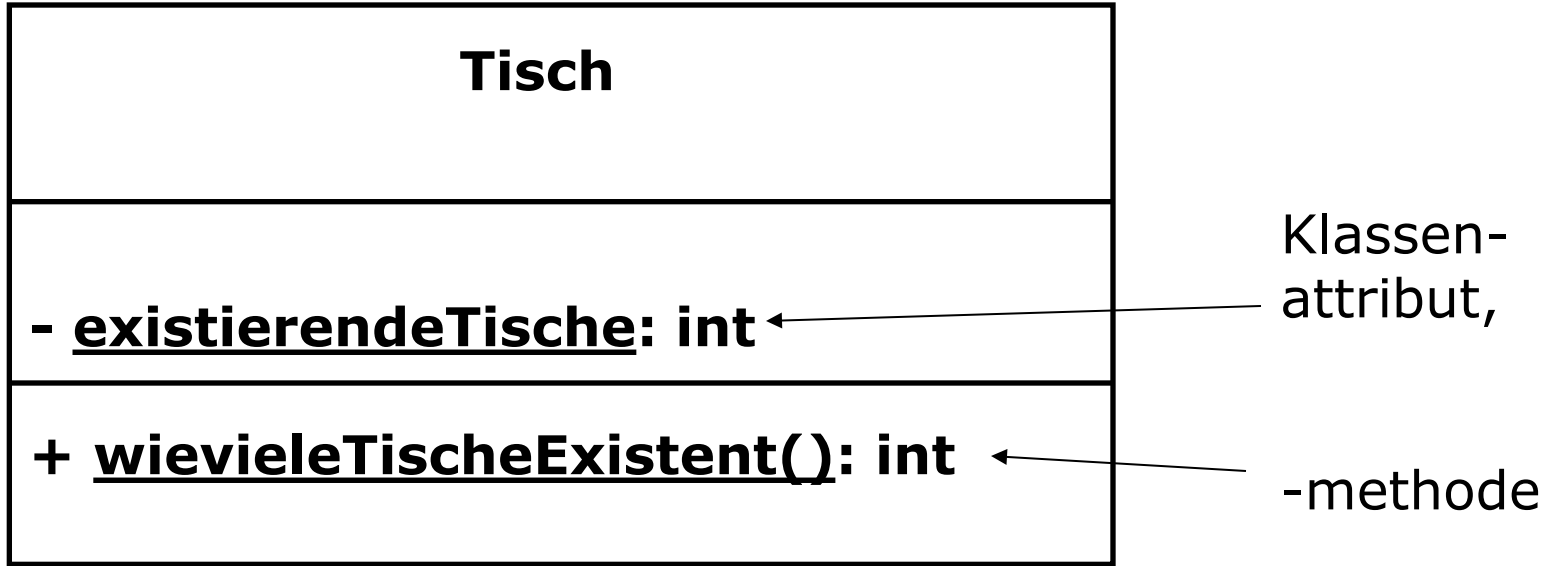 Tisch
- existierendeTische: int
+ wievieleTischeExistent(): int
Klassen-
attribut,
-methode